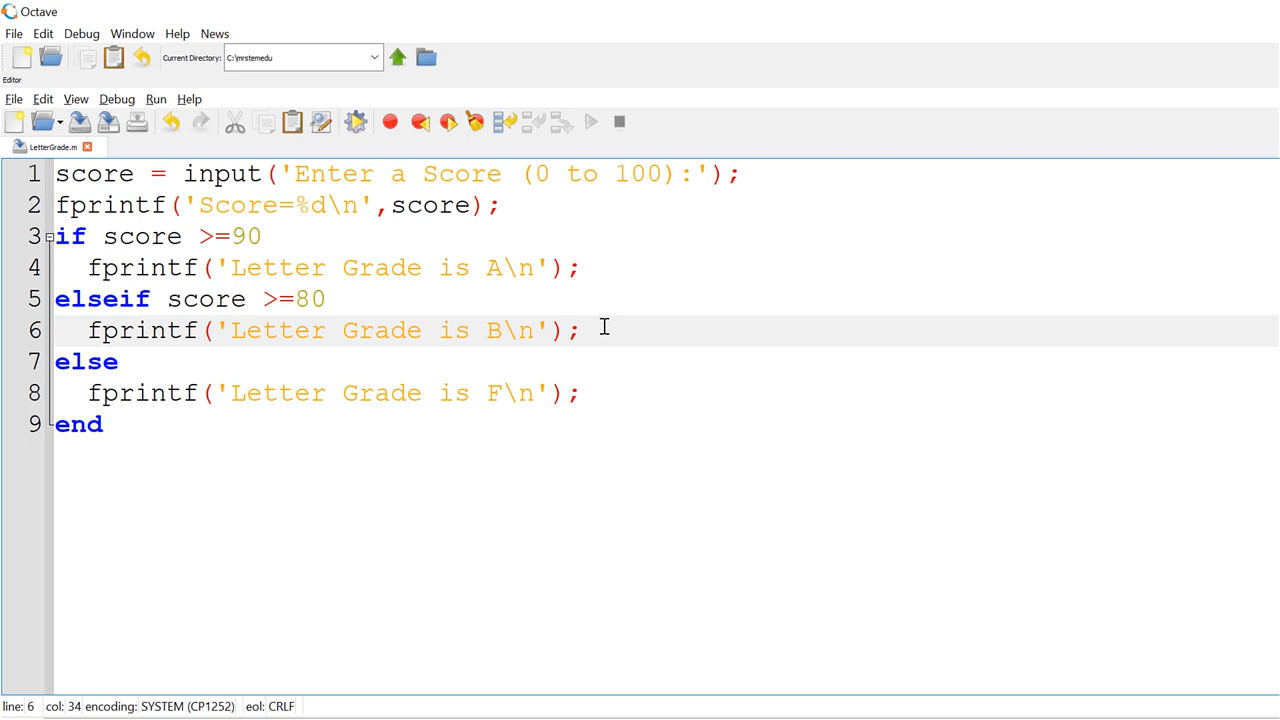 Octave
File Edit Debug Window Help News
Current Directory: C:\mrstemedu
Editor
File Edit View Debug Run Help
LetterGrade.m
1 score = input('Enter a Score (0 to 100):');
2 fprintf('Score=%d\n',score);
3 if score >=90
4   fprintf('Letter Grade is A\n');
5 elseif score >=80
6   fprintf('Letter Grade is B\n');
7 else
8   fprintf('Letter Grade is F\n');
9 end
line: 6 col: 34 encoding: SYSTEM (CP1252) eol: CRLF